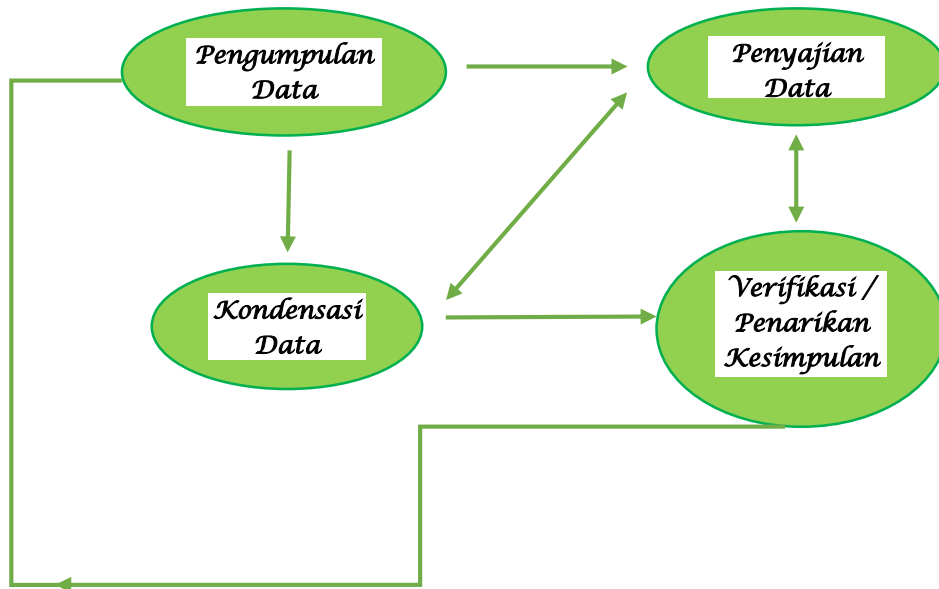 Pengumpulan
Data
Penyajian
Data
Kondensasi
Data
Verifikasi /
Penarikan
Kesimpulan